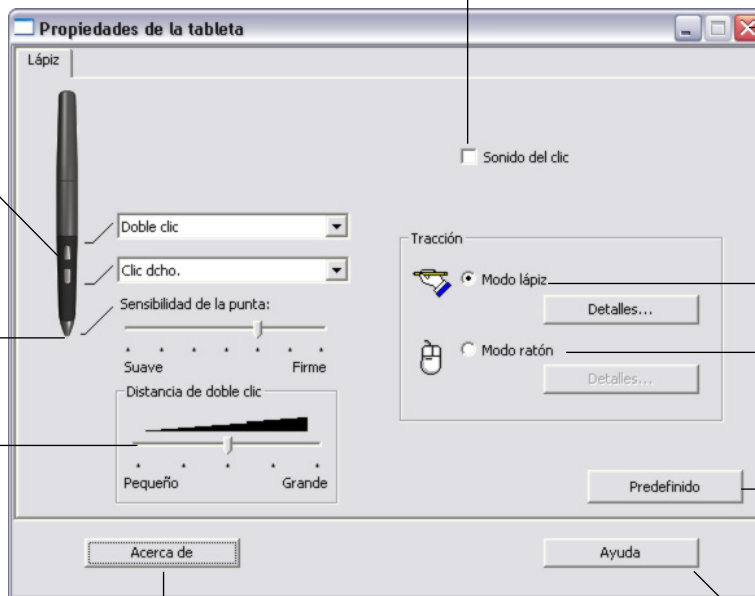 Propiedades de la tableta
Lápiz
Sonido del clic
Doble clic
Clic dcho.
Sensibilidad de la punta:
Suave Firme
Distancia de doble clic
Pequeño Grande
Tracción
Modo lápiz
Detalles...
Modo ratón
Detalles...
Predefinido
Acerca de
Ayuda